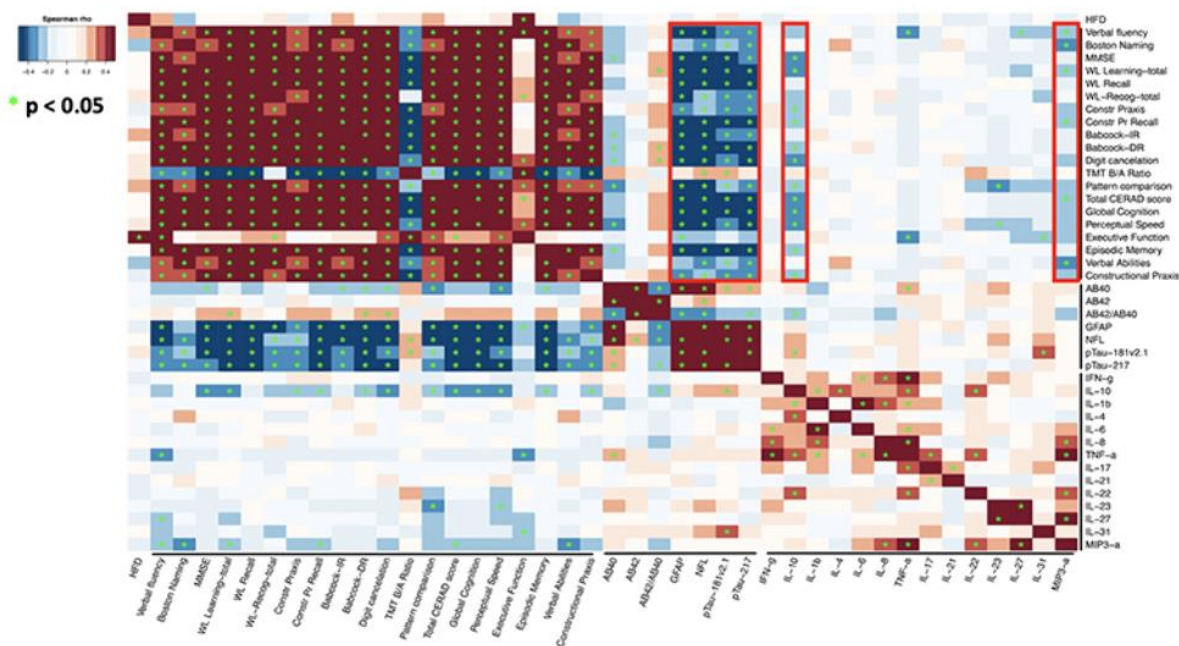 Spearman rho
-0.4 0 0.4
* p < 0.05
HFD
Verbal fluency
Boston Naming
MMSE
WL Learning-total
WL Recall
WL-Recog-total
Constr Praxis
Constr Pr Recall
Babcock-IR
Babcock-DR
Digit cancelation
TMT B/A Ratio
Pattern comparison
Total CERAD score
Global Cognition
Perceptual Speed
Executive Function
Episodic Memory
Verbal Abilities
Constructional Praxis
AB40
AB42
AB42/AB40
GFAP
NFL
pTau-181v2.1
pTau-217
IFN-g
IL-10
IL-1b
IL-4
IL-6
IL-8
TNF-a
IL-17
IL-21
IL-22
IL-23
IL-27
IL-31
MIP3-a
HFD
Verbal fluency
Boston Naming
MMSE
WL Learning-total
WL Recall
WL-Recog-total
Constr Praxis
Constr Pr Recall
Babcock-IR
Babcock-DR
Digit cancelation
TMT B/A Ratio
Pattern comparison
Total CERAD score
Global Cognition
Perceptual Speed
Executive Function
Episodic Memory
Verbal Abilities
Constructional Praxis
AB40
AB42
AB42/AB40
GFAP
NFL
pTau-181v2.1
pTau-217
IFN-g
IL-10
IL-1b
IL-4
IL-6
IL-8
TNF-a
IL-17
IL-21
IL-22
IL-23
IL-27
IL-31
MIP3-a